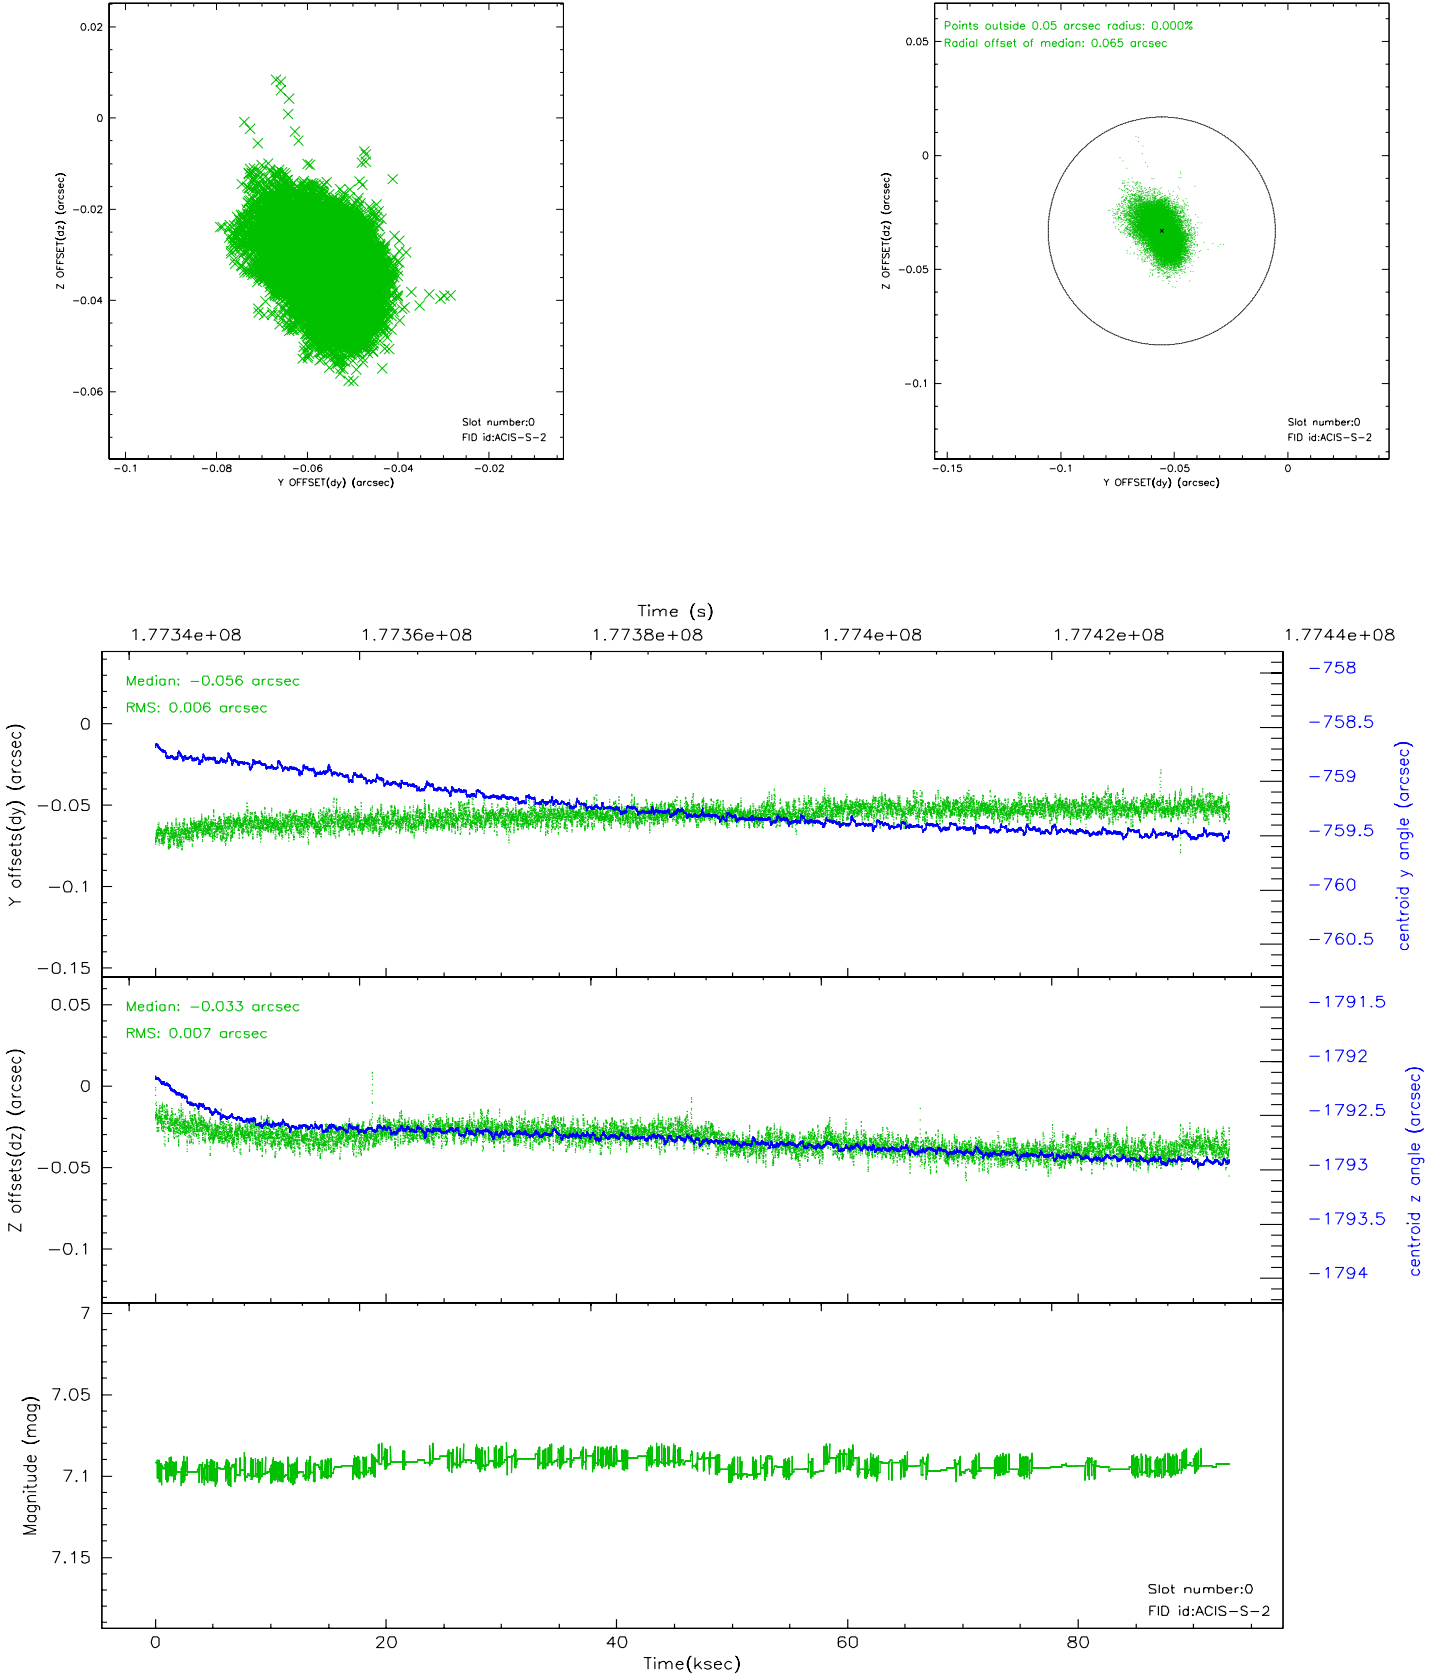 0.02
0
−0.02
−0.04
−0.06
Z OFFSET(dz) (arcsec)
Slot number:0
FID id:ACIS−S−2
−0.1
−0.08
−0.06
−0.04
−0.02
Y OFFSET(dy) (arcsec)
Points outside 0.05 arcsec radius: 0.000%
Radial offset of median: 0.065 arcsec
0.05
0
−0.05
−0.1
Z OFFSET(dz) (arcsec)
Slot number:0
FID id:ACIS−S−2
−0.15
−0.1
−0.05
0
Y OFFSET(dy) (arcsec)
Time (s)
1.7734e+08
1.7736e+08
1.7738e+08
1.774e+08
1.7742e+08
1.7744e+08
Median: −0.056 arcsec
RMS: 0.006 arcsec
0
−0.05
−0.1
−0.15
Y offsets(dy) (arcsec)
−758
−758.5
−759
−759.5
−760
−760.5
centroid y angle (arcsec)
Median: −0.033 arcsec
RMS: 0.007 arcsec
0.05
0
−0.05
−0.1
Z offsets(dz) (arcsec)
−1791.5
−1792
−1792.5
−1793
−1793.5
−1794
centroid z angle (arcsec)
7
7.05
7.1
7.15
Magnitude (mag)
Slot number:0
FID id:ACIS−S−2
0
20
40
60
80
Time(ksec)